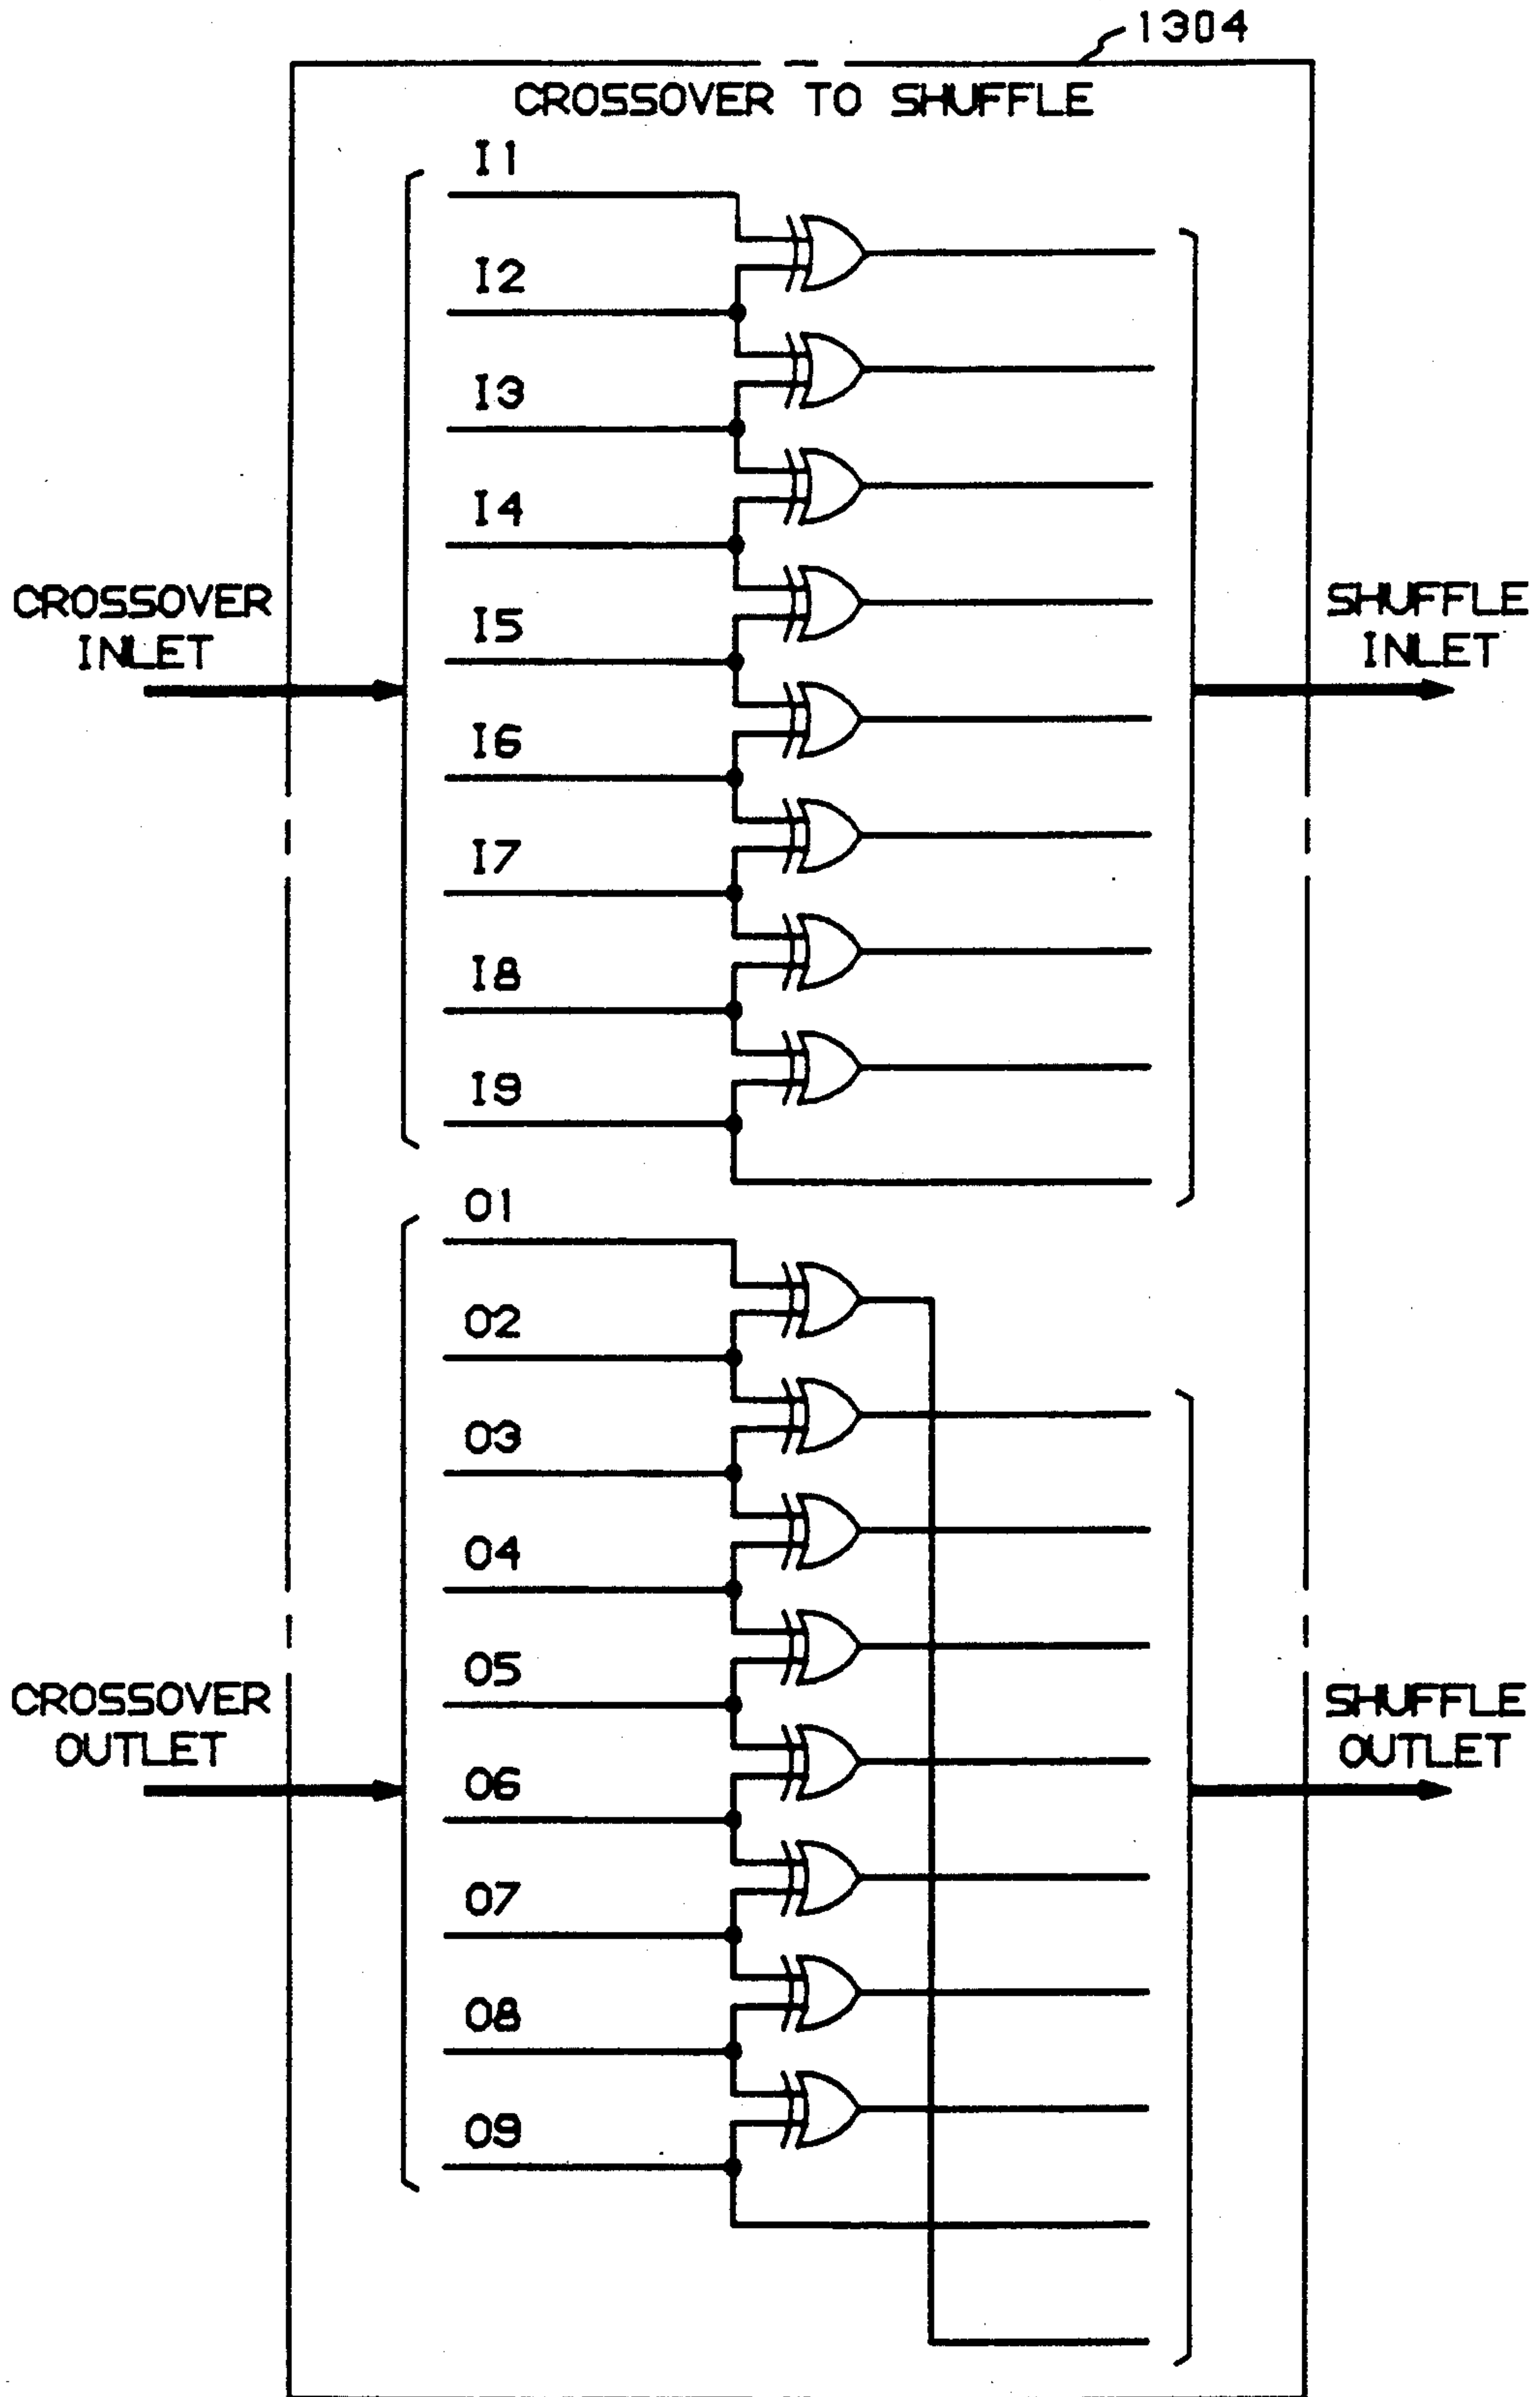 1304
CROSSOVER TO SHUFFLE
I1
I2
I3
I4
CROSSOVER
INLET
SHUFFLE
INLET
I5
I6
I7
I8
I9
O1
O2
O3
O4
O5
CROSSOVER
OUTLET
SHUFFLE
OUTLET
O6
O7
O8
O9